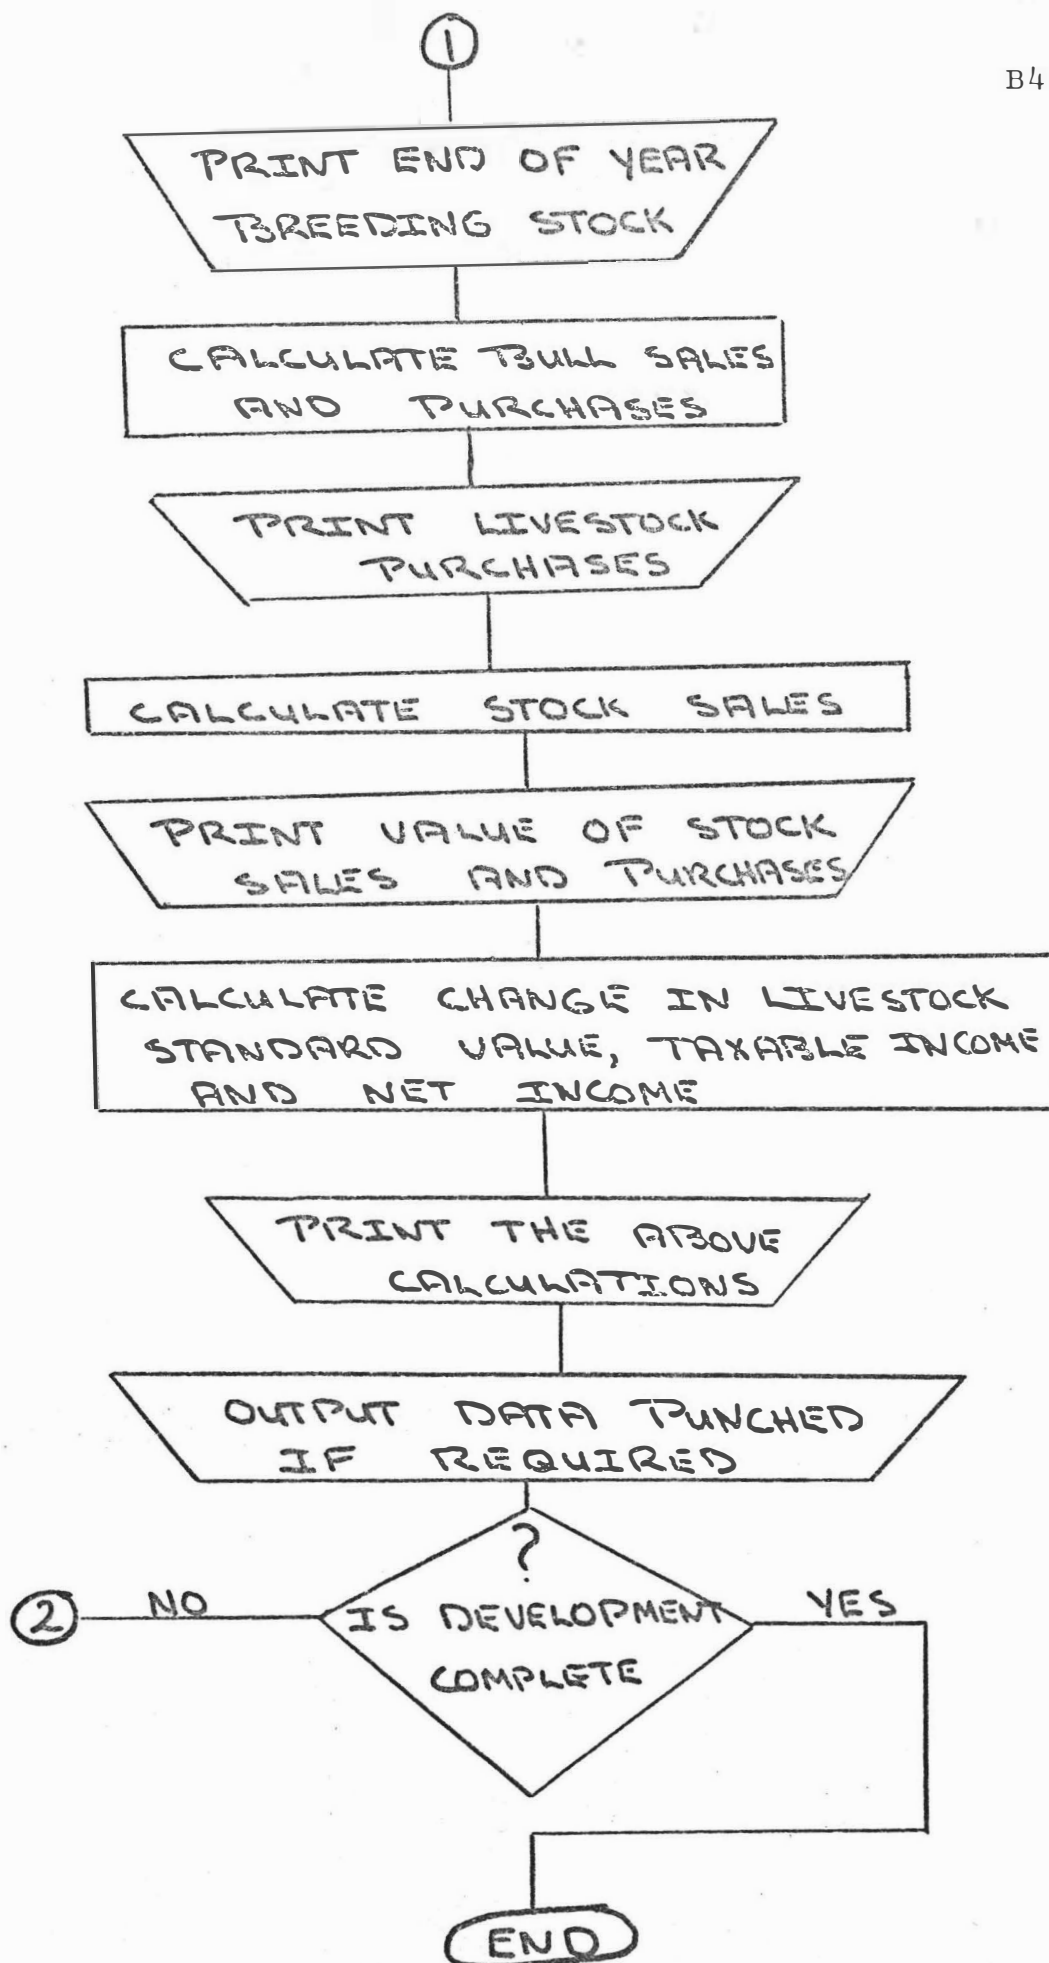 1
B4
PRINT END OF YEAR
BREEDING STOCK
CALCULATE BULL SALES
AND PURCHASES
PRINT LIVESTOCK
PURCHASES
CALCULATE STOCK SALES
PRINT VALUE OF STOCK
SALES AND PURCHASES
CALCULATE CHANGE IN LIVESTOCK
STANDARD VALUE, TAXABLE INCOME
AND NET INCOME
PRINT THE ABOVE
CALCULATIONS
OUTPUT DATA PUNCHED
IF REQUIRED
?
2 NO IS DEVELOPMENT YES
COMPLETE
END